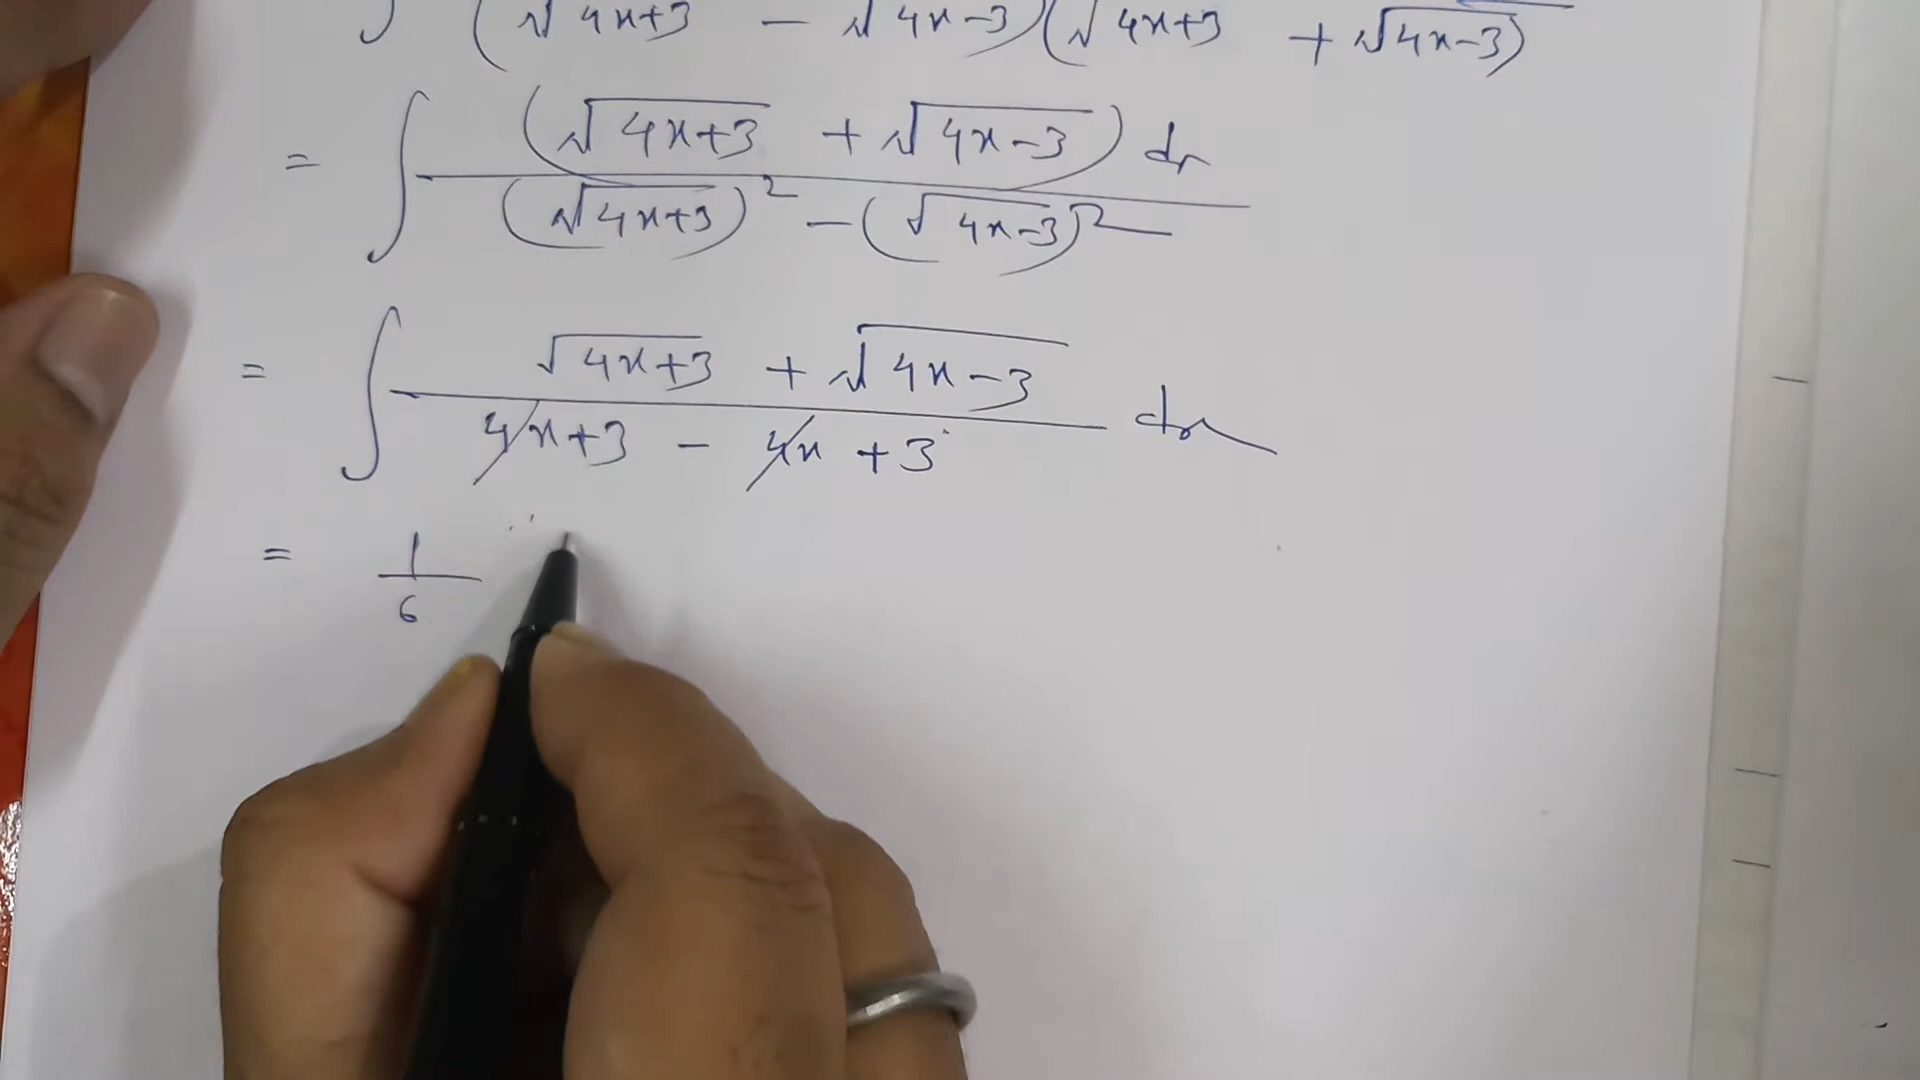 ∫ (√4x+3 - √4x-3)(√4x+3 + √4x-3)
= ∫ (√4x+3 + √4x-3) dx / (√4x+3)² - (√4x-3)²
= ∫ √4x+3 + √4x-3 / 4x+3 - 4x+3 dx
= 1/6